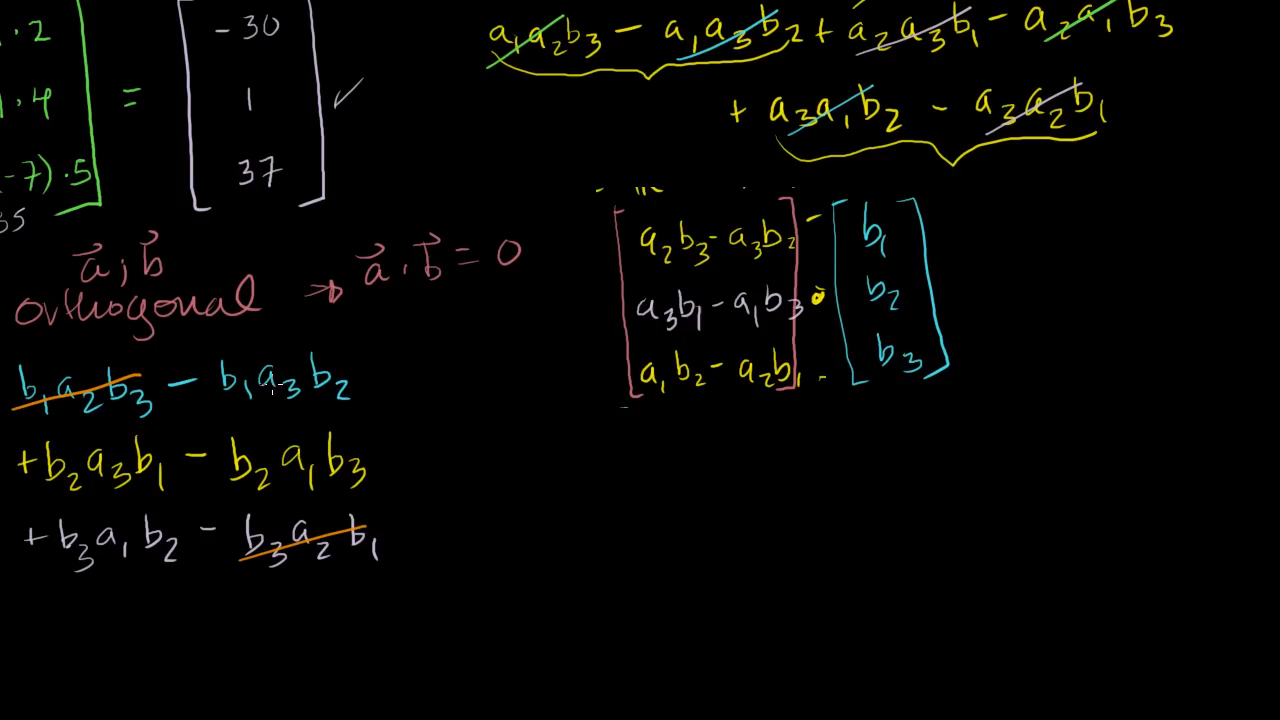 · 2
· 4
-7) · 5
35
=
-30
1
37
✓
a₁a₂b₃ - a₁a₃b₂ + a₂a₃b₁ - a₂a₁b₃
+ a₃a₁b₂ - a₃a₂b₁
a⃗, b⃗
orthogonal ⇒ a⃗ · b⃗ = 0
b₁a₂b₃ - b₁a₃b₂
+b₂a₃b₁ - b₂a₁b₃
+b₃a₁b₂ - b₃a₂b₁
a₂b₃ - a₃b₂
a₃b₁ - a₁b₃
a₁b₂ - a₂b₁
·
b₁
b₂
b₃